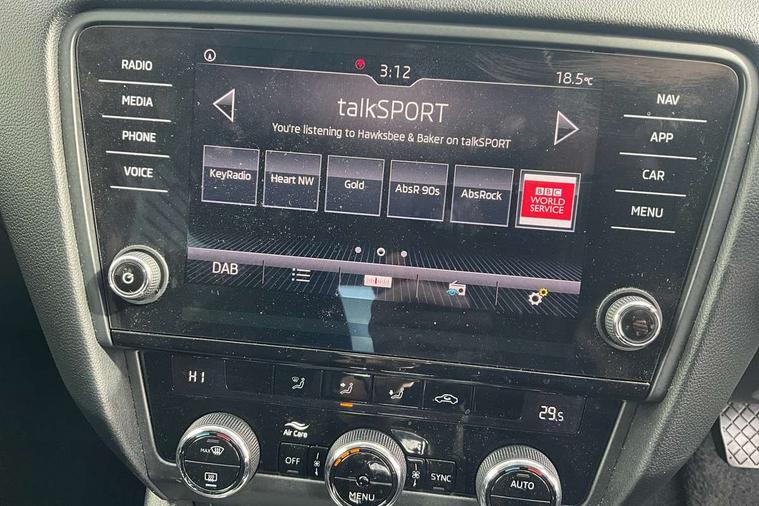 RADIO
MEDIA
PHONE
VOICE
3:12
18.5°C
talkSPORT
You're listening to Hawksbee & Baker on talkSPORT
KeyRadio
Heart NW
Gold
AbsR 90s
AbsRock
BBC
WORLD
SERVICE
DAB
NAV
APP
CAR
MENU
HI
29.5
Air Care
MAX
OFF
MENU
SYNC
AUTO